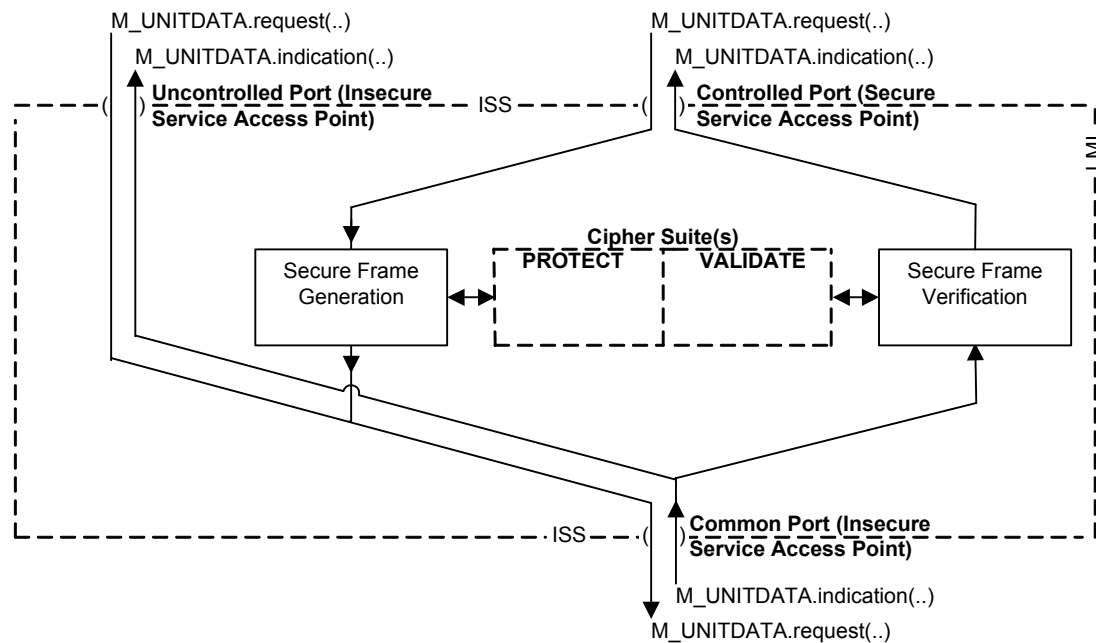 M_UNITDATA.request(..)
M_UNITDATA.request(..)
M_UNITDATA.indication(..)
M_UNITDATA.indication(..)
( )
Uncontrolled Port (Insecure
Service Access Point)
ISS
( )
Controlled Port (Secure
Service Access Point)
LMI
Cipher Suite(s)
PROTECT
VALIDATE
Secure Frame
Generation
Secure Frame
Verification
ISS
( )
Common Port (Insecure
Service Access Point)
M_UNITDATA.indication(..)
M_UNITDATA.request(..)